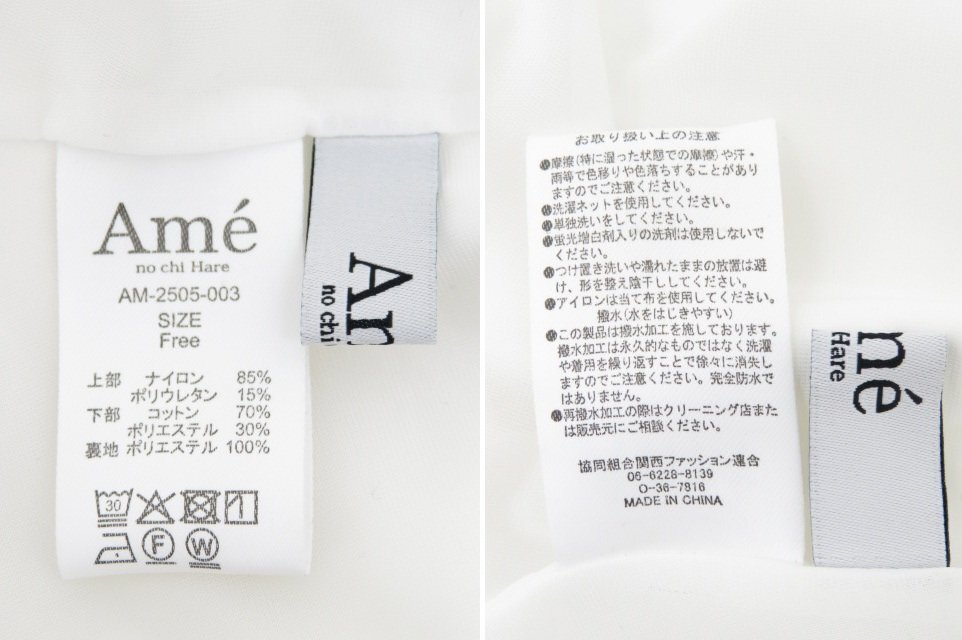 Amé
no chi Hare
AM-2505-003
SIZE
Free
上部 ナイロン 85%
ポリウレタン 15%
下部 コットン 70%
ポリエステル 30%
裏地 ポリエステル 100%
30
F
W
Am
no chi
お取り扱い上の注意
●摩擦(特に湿った状態での摩擦)や汗・
雨等で色移りや色落ちすることがあり
ますのでご注意ください。
●洗濯ネットを使用してください。
●単独洗いをしてください。
●蛍光増白剤入りの洗剤は使用しないで
ください。
●つけ置き洗いや濡れたままの放置は避
け、形を整え陰干ししてください。
●アイロンは当て布を使用してください。
撥水(水をはじきやすい)
●この製品は撥水加工を施しております。
撥水加工は永久的なものではなく洗濯
や着用を繰り返すことで徐々に消失し
ますのでご注意ください。完全防水で
はありません。
●再撥水加工の際はクリーニング店また
は販売元にご相談ください。
協同組合関西ファッション連合
06-6228-8139
O-36-7816
MADE IN CHINA
né
Hare